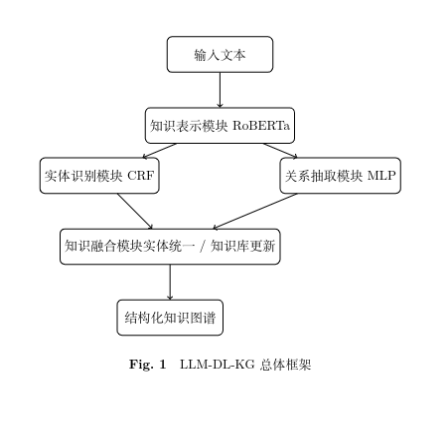 输入文本
知识表示模块 RoBERTa
实体识别模块 CRF
关系抽取模块 MLP
知识融合模块实体统一 / 知识库更新
结构化知识图谱
Fig. 1 LLM-DL-KG 总体框架